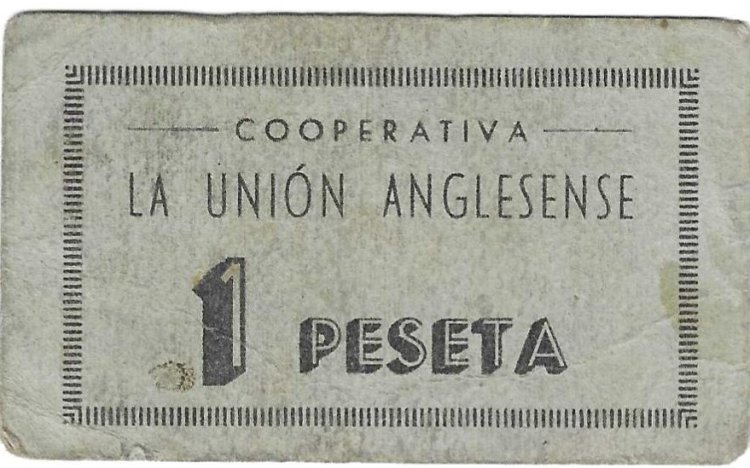 COOPERATIVA
LA UNIÓN ANGLESENSE
1 PESETA